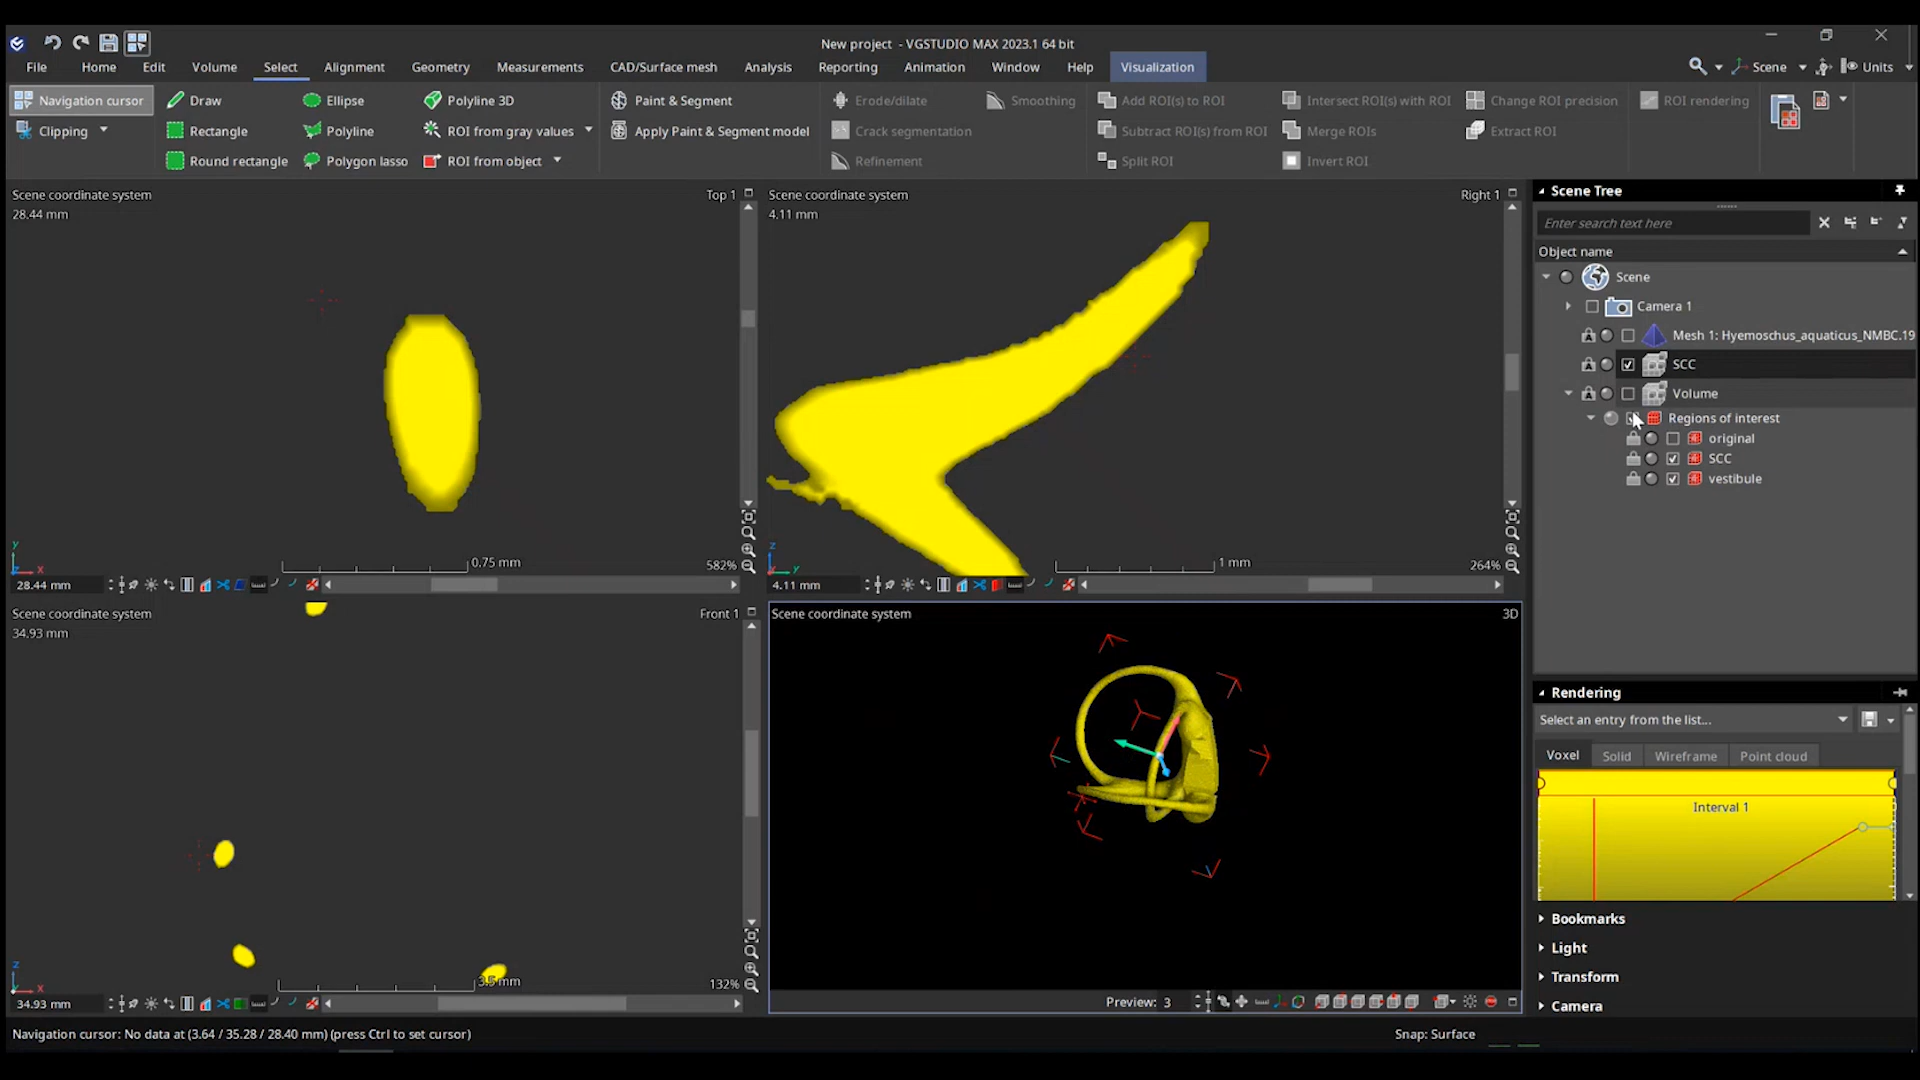 New project - VGSTUDIO MAX 2023.1 64 bit
File Home Edit Volume Select Alignment Geometry Measurements CAD/Surface mesh Analysis Reporting Animation Window Help Visualization Scene Units
Navigation cursor Draw Ellipse Polyline 3D Paint & Segment Erode/dilate Smoothing Add ROI(s) to ROI Intersect ROI(s) with ROI Change ROI precision ROI rendering
Clipping Rectangle Polyline ROI from gray values Apply Paint & Segment model Crack segmentation Subtract ROI(s) from ROI Merge ROIs Extract ROI
Round rectangle Polygon lasso ROI from object Refinement Split ROI Invert ROI
Scene coordinate system Top 1
28.44 mm
y
x
0.75 mm
582%
28.44 mm
Scene coordinate system Right 1
4.11 mm
z
y
1 mm
264%
4.11 mm
Scene coordinate system Front 1
34.93 mm
z
x
3.5 mm
132%
34.93 mm
Scene coordinate system 3D
Preview: 3
Scene Tree
Enter search text here
Object name
Scene
Camera 1
Mesh 1: Hyemoschus_aquaticus_NMBC.19
SCC
Volume
Regions of interest
original
SCC
vestibule
Rendering
Select an entry from the list...
Voxel Solid Wireframe Point cloud
Interval 1
Bookmarks
Light
Transform
Camera
Navigation cursor: No data at (3.64 / 35.28 / 28.40 mm) (press Ctrl to set cursor) Snap: Surface